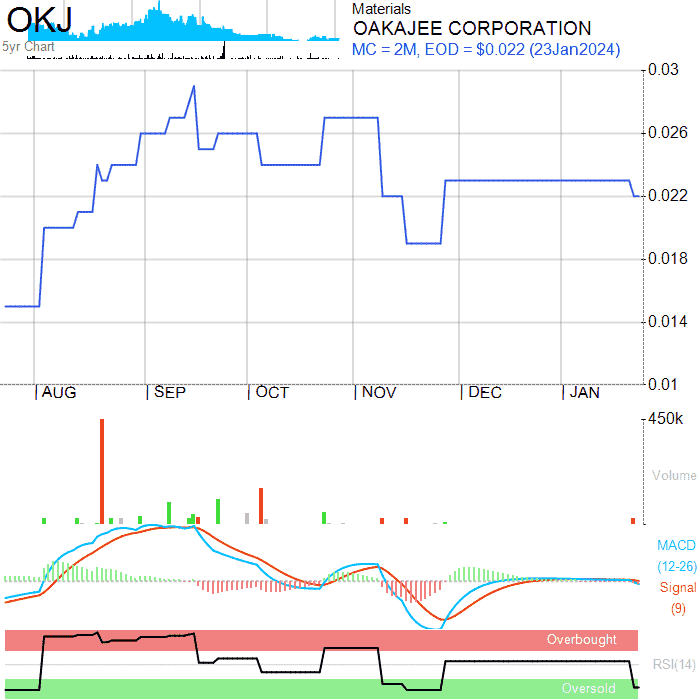 OKJ
5yr Chart
Materials
OAKAJEE CORPORATION
MC = 2M, EOD = $0.022 (23Jan2024)
0.03
0.026
0.022
0.018
0.014
0.01
AUG SEP OCT NOV DEC JAN
450k
Volume
MACD
(12-26)
Signal
(9)
Overbought
RSI(14)
Oversold